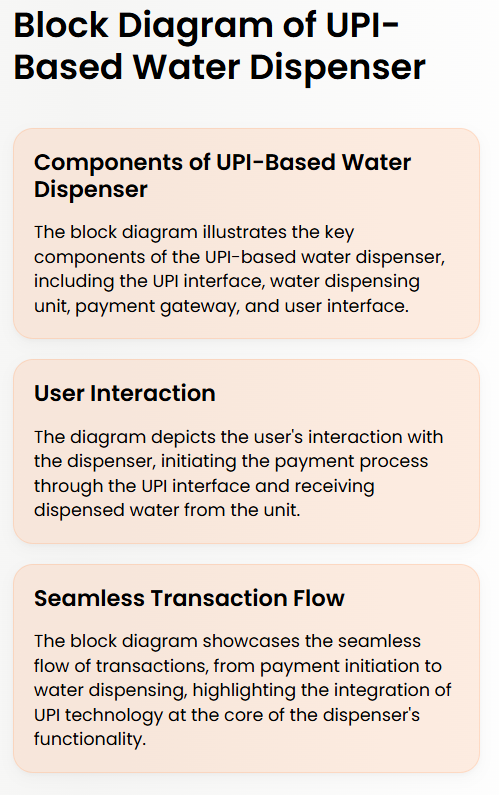 Block Diagram of UPI-
Based Water Dispenser
Components of UPI-Based Water
Dispenser
The block diagram illustrates the key
components of the UPI-based water dispenser,
including the UPI interface, water dispensing
unit, payment gateway, and user interface.
User Interaction
The diagram depicts the user's interaction with
the dispenser, initiating the payment process
through the UPI interface and receiving
dispensed water from the unit.
Seamless Transaction Flow
The block diagram showcases the seamless
flow of transactions, from payment initiation to
water dispensing, highlighting the integration of
UPI technology at the core of the dispenser's
functionality.